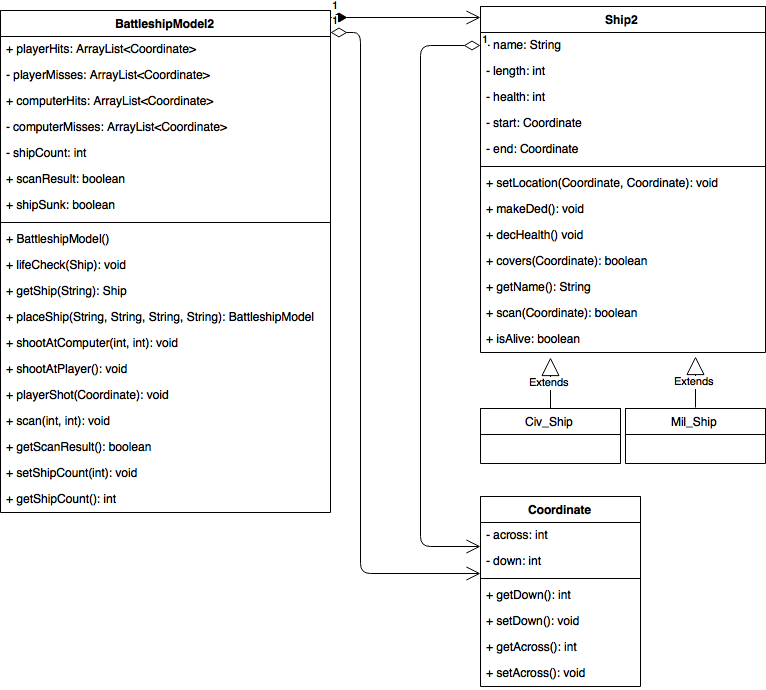 1
BattleshipModel2
+ playerHits: ArrayList<Coordinate>
- playerMisses: ArrayList<Coordinate>
+ computerHits: ArrayList<Coordinate>
- computerMisses: ArrayList<Coordinate>
- shipCount: int
+ scanResult: boolean
+ shipSunk: boolean
+ BattleshipModel()
+ lifeCheck(Ship): void
+ getShip(String): Ship
+ placeShip(String, String, String, String): BattleshipModel
+ shootAtComputer(int, int): void
+ shootAtPlayer(): void
+ playerShot(Coordinate): void
+ scan(int, int): void
+ getScanResult(): boolean
+ setShipCount(int): void
+ getShipCount(): int
1
Ship2
1
- name: String
- length: int
- health: int
- start: Coordinate
- end: Coordinate
+ setLocation(Coordinate, Coordinate): void
+ makeDed(): void
+ decHealth() void
+ covers(Coordinate): boolean
+ getName(): String
+ scan(Coordinate): boolean
+ isAlive: boolean
Extends
Extends
Civ_Ship
Mil_Ship
Coordinate
- across: int
- down: int
+ getDown(): int
+ setDown(): void
+ getAcross(): int
+ setAcross(): void